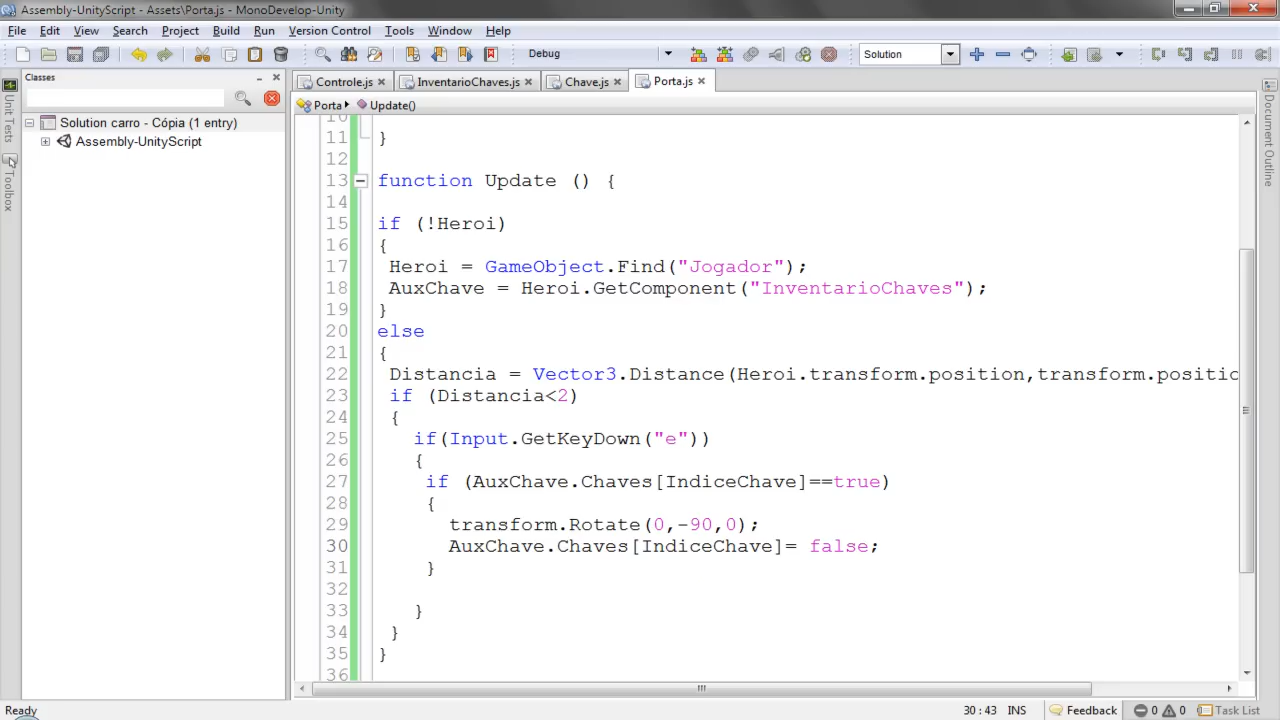 Assembly-UnityScript - Assets\Porta.js - MonoDevelop-Unity
File Edit View Search Project Build Run Version Control Tools Window Help
Debug Solution
Classes
Controle.js InventarioChaves.js Chave.js Porta.js
Porta Update()
Solution carro - Cópia (1 entry)
Assembly-UnityScript
Unit Tests
Toolbox
Document Outline
10
11 }
12
13 function Update () {
14
15 if (!Heroi)
16 {
17 Heroi = GameObject.Find("Jogador");
18 AuxChave = Heroi.GetComponent("InventarioChaves");
19 }
20 else
21 {
22 Distancia = Vector3.Distance(Heroi.transform.position,transform.positio
23 if (Distancia<2)
24 {
25 if(Input.GetKeyDown("e"))
26 {
27 if (AuxChave.Chaves[IndiceChave]==true)
28 {
29 transform.Rotate(0,-90,0);
30 AuxChave.Chaves[IndiceChave]= false;
31 }
32
33 }
34 }
35 }
36
Ready 30 : 43 INS Feedback 0 0 Task List